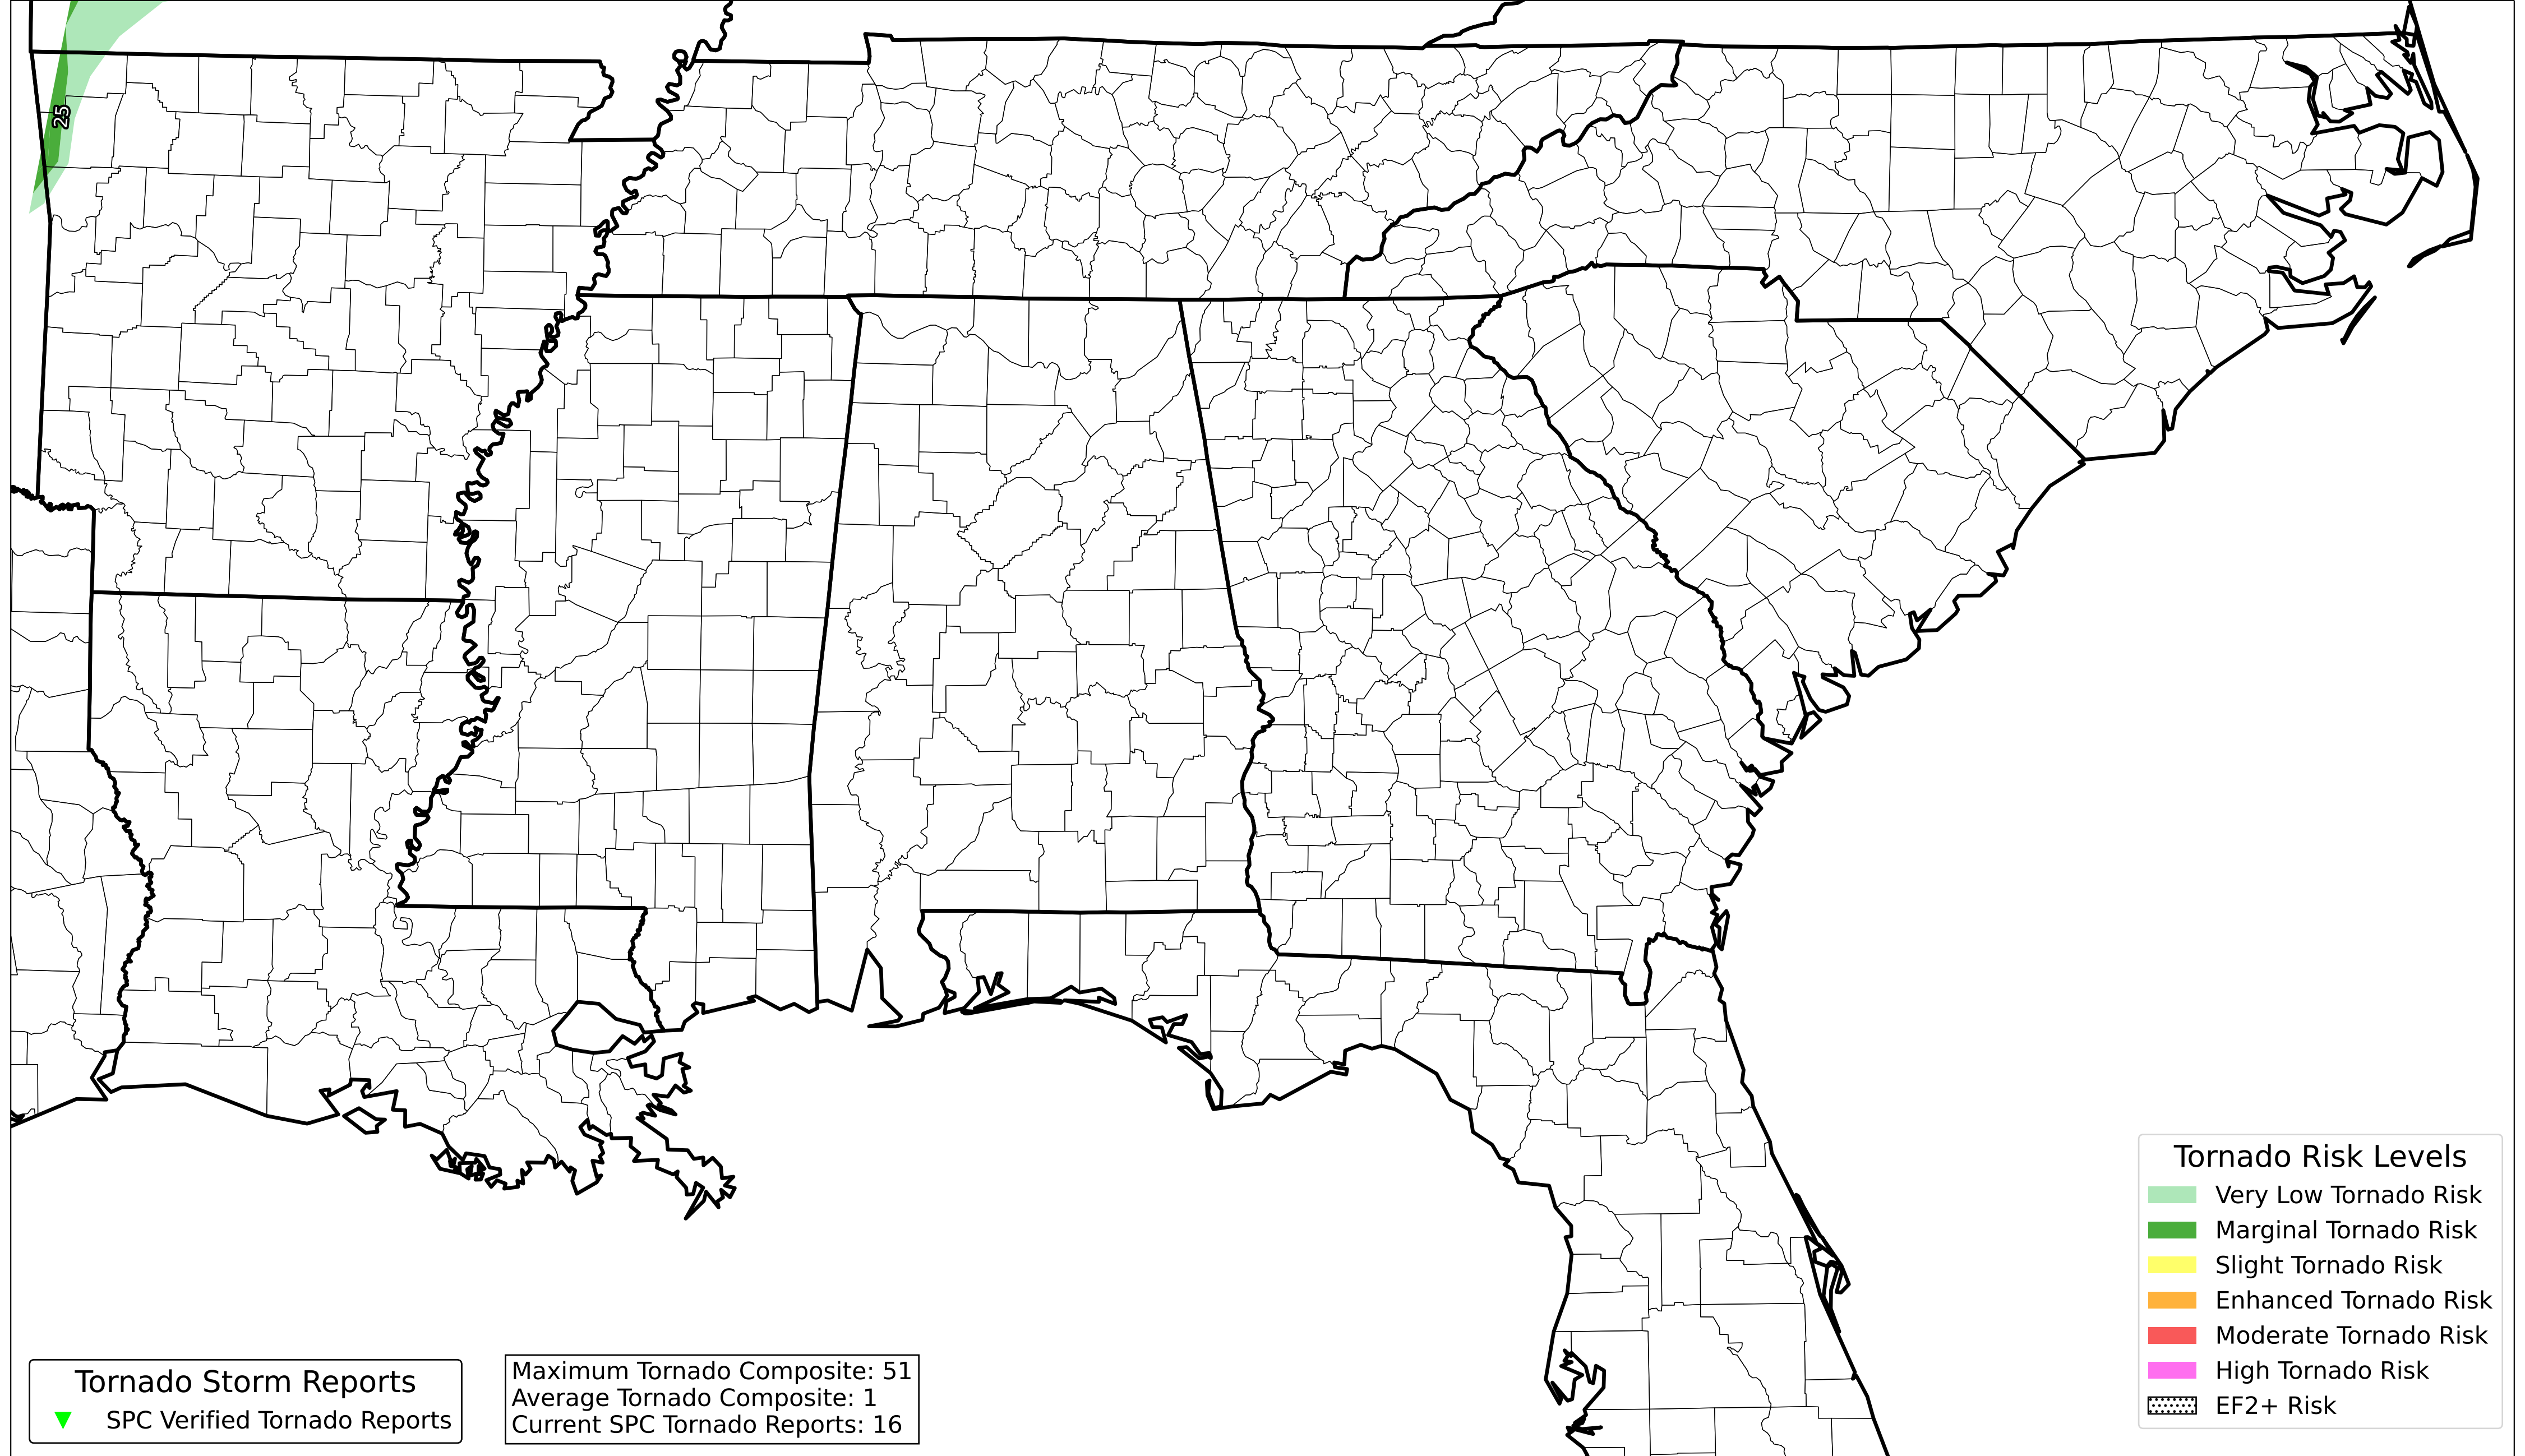 25
Tornado Risk Levels
Very Low Tornado Risk
Marginal Tornado Risk
Slight Tornado Risk
Enhanced Tornado Risk
Moderate Tornado Risk
High Tornado Risk
EF2+ Risk
Tornado Storm Reports
SPC Verified Tornado Reports
Maximum Tornado Composite: 51
Average Tornado Composite: 1
Current SPC Tornado Reports: 16